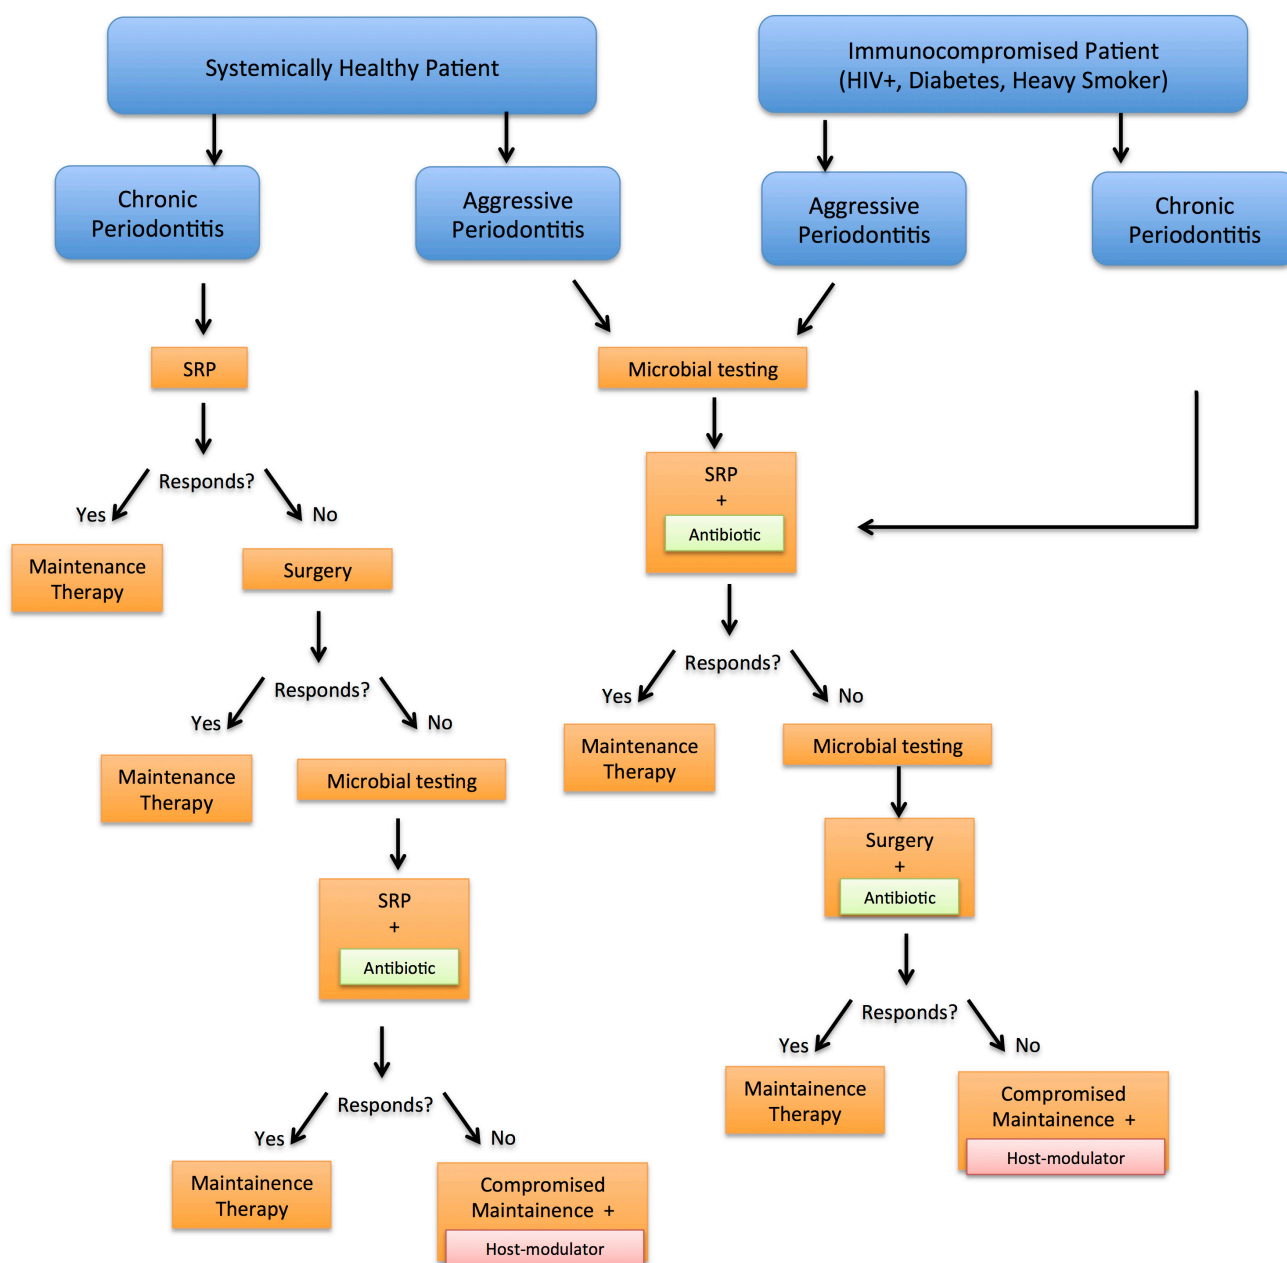 Systemically Healthy Patient
Immunocompromised Patient
(HIV+, Diabetes, Heavy Smoker)
Chronic
Periodontitis
Aggressive
Periodontitis
Aggressive
Periodontitis
Chronic
Periodontitis
SRP
Microbial testing
Responds?
Yes
No
Maintenance
Therapy
Surgery
SRP
+
Antibiotic
Responds?
Yes
No
Maintenance
Therapy
Microbial testing
Responds?
Yes
No
Maintenance
Therapy
Microbial testing
SRP
+
Antibiotic
Surgery
+
Antibiotic
Responds?
Yes
No
Maintainence
Therapy
Compromised
Maintainence +
Host-modulator
Responds?
Yes
No
Maintainence
Therapy
Compromised
Maintainence +
Host-modulator